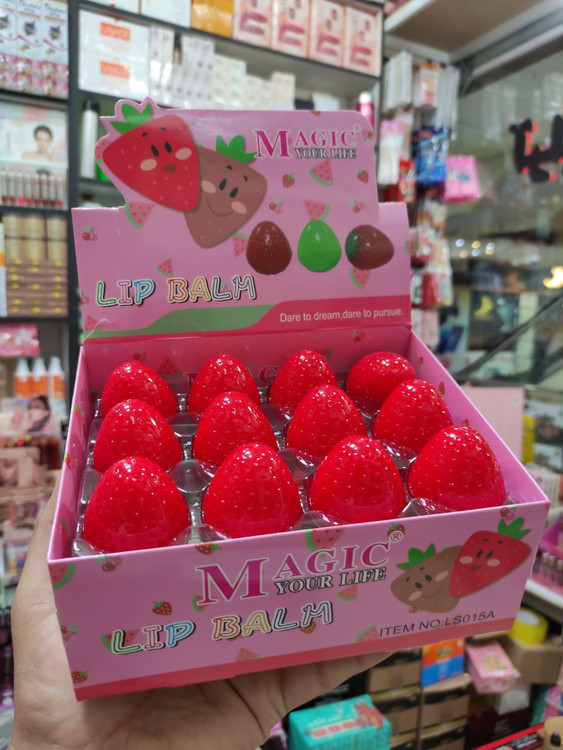 MAGIC
YOUR LIFE
LIP BALM
Dare to dream,dare to pursue.
MAGIC®
YOUR LIFE
LIP BALM
ITEM NO:LS015A